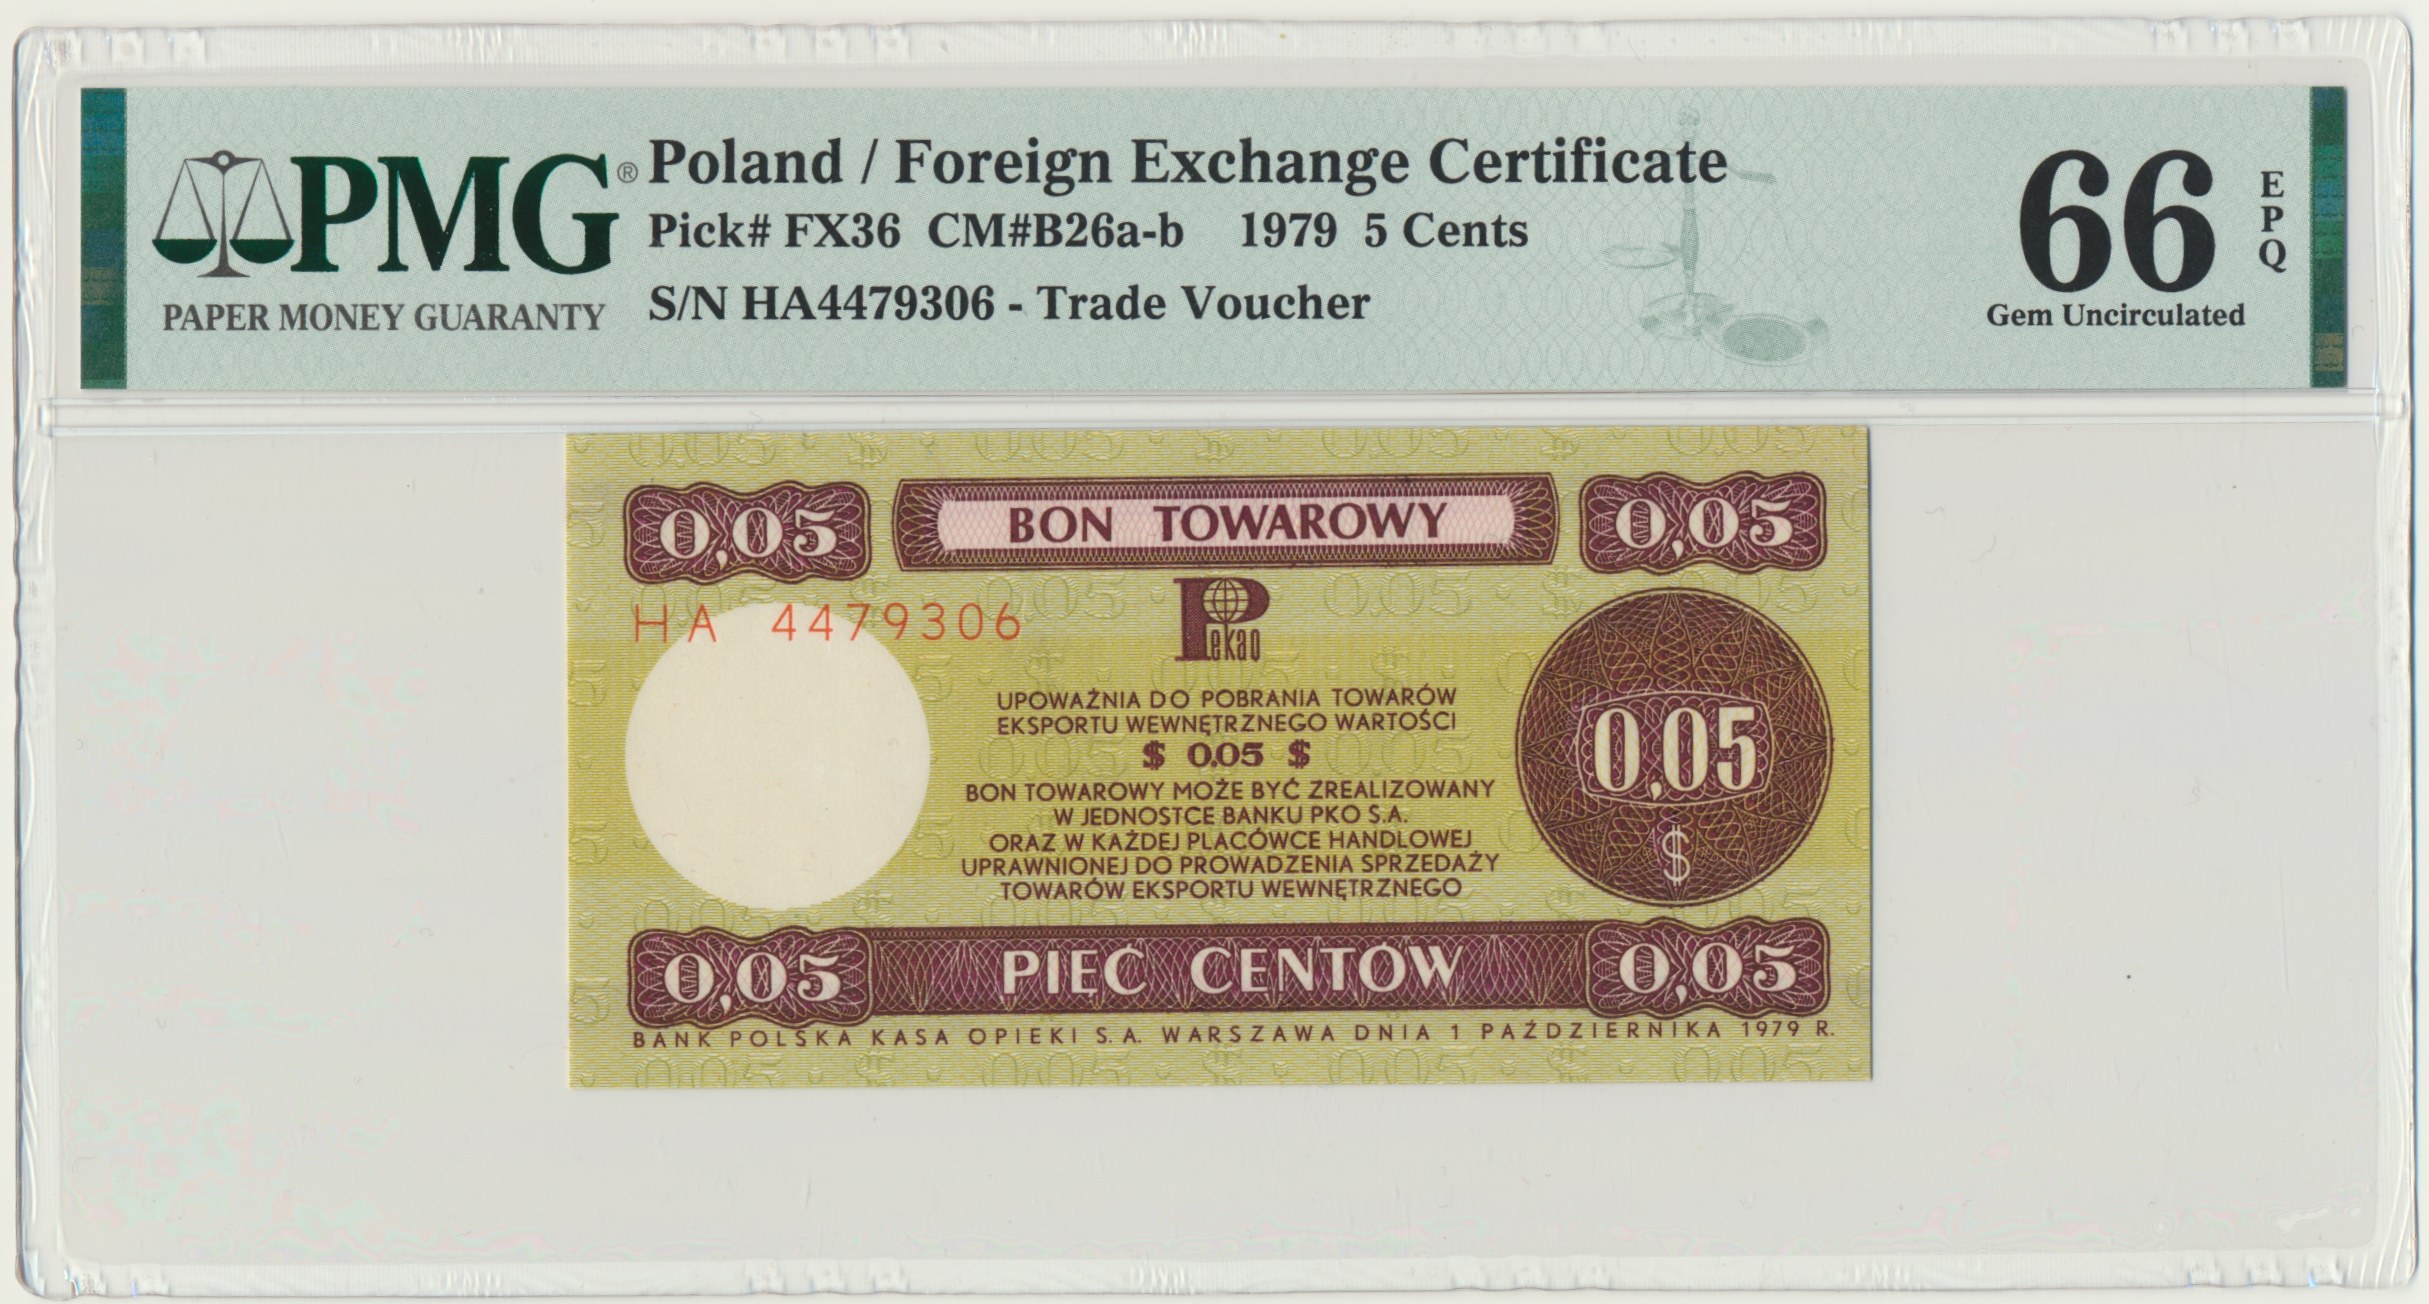 PMG® Poland / Foreign Exchange Certificate
Pick# FX36 CM#B26a-b 1979 5 Cents
S/N HA4479306 - Trade Voucher
PAPER MONEY GUARANTY
66
EPQ
Gem Uncirculated
0,05 BON TOWAROWY 0,05
HA 4479306
Pekao
UPOWAŻNIA DO POBRANIA TOWARÓW
EKSPORTU WEWNĘTRZNEGO WARTOŚCI
$ 0.05 $
BON TOWAROWY MOŻE BYĆ ZREALIZOWANY
W JEDNOSTCE BANKU PKO S.A.
ORAZ W KAŻDEJ PLACÓWCE HANDLOWEJ
UPRAWNIONEJ DO PROWADZENIA SPRZEDAŻY
TOWARÓW EKSPORTU WEWNĘTRZNEGO
0,05
$
0,05 PIĘĆ CENTÓW 0,05
BANK POLSKA KASA OPIEKI S.A. WARSZAWA DNIA 1 PAŹDZIERNIKA 1979 R.